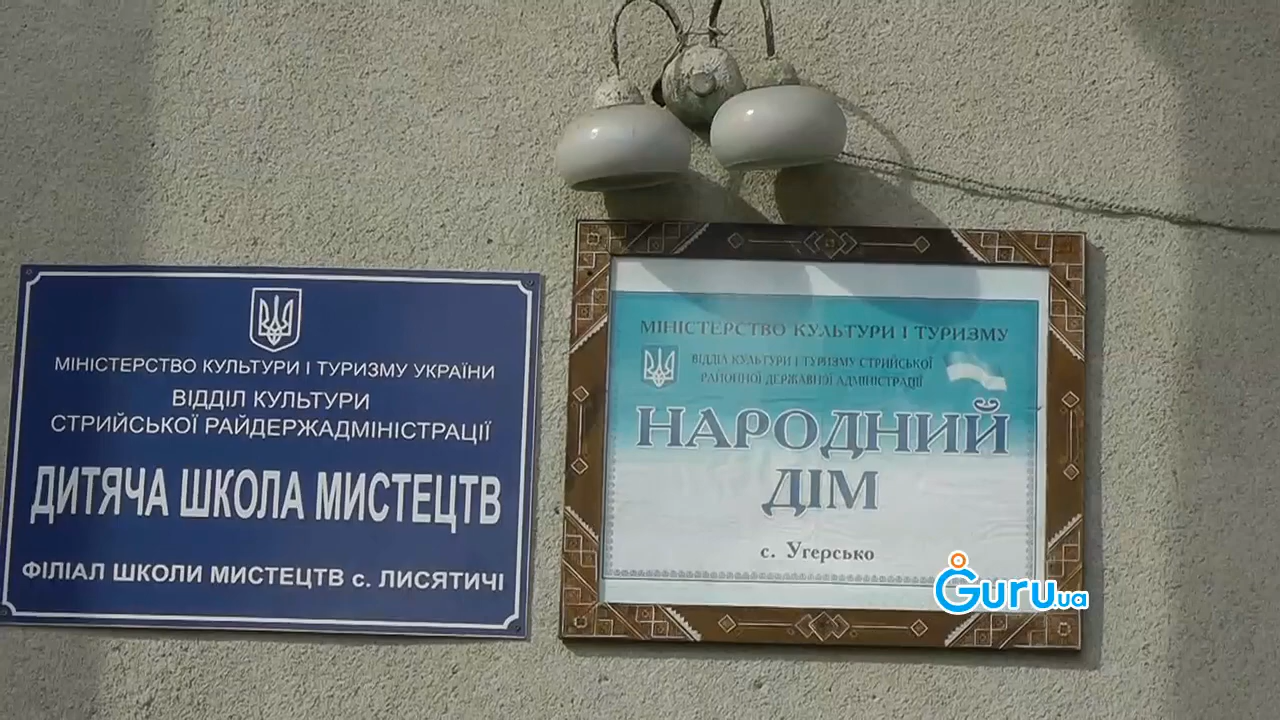 МІНІСТЕРСТВО КУЛЬТУРИ І ТУРИЗМУ УКРАЇНИ
ВІДДІЛ КУЛЬТУРИ
СТРИЙСЬКОЇ РАЙДЕРЖАДМІНІСТРАЦІЇ
ДИТЯЧА ШКОЛА МИСТЕЦТВ
ФІЛІАЛ ШКОЛИ МИСТЕЦТВ с. ЛИСЯТИЧІ
МІНІСТЕРСТВО КУЛЬТУРИ І ТУРИЗМУ
ВІДДІЛ КУЛЬТУРИ І ТУРИЗМУ СТРИЙСЬКОЇ
РАЙОННОЇ ДЕРЖАВНОЇ АДМІНІСТРАЦІЇ
НАРОДНИЙ
ДІМ
с. Угерсько
Guru.ua